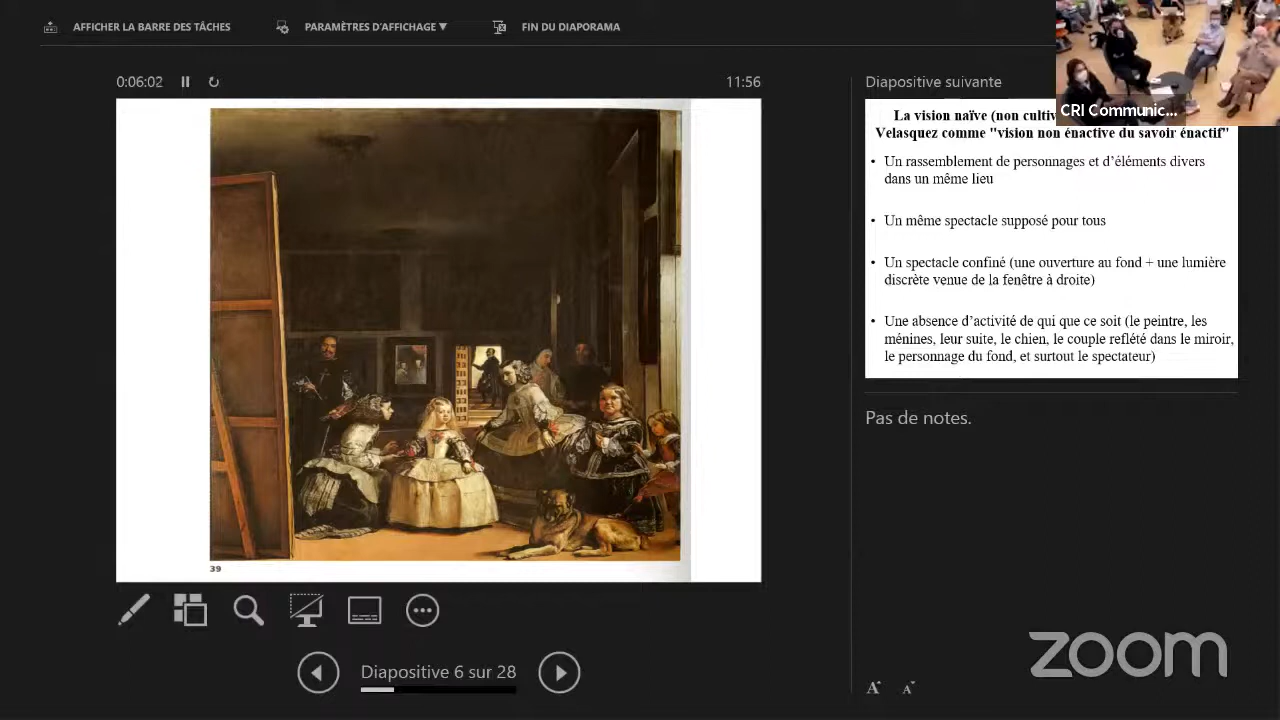 AFFICHER LA BARRE DES TÂCHES
PARAMÈTRES D'AFFICHAGE
FIN DU DIAPORAMA
0:06:02
11:56
39
Diapositive 6 sur 28
Diapositive suivante
CRI Communic...
La vision naïve (non
Velasquez comme "vision non énactive du savoir énactif"
• Un rassemblement de personnages et d'éléments divers
dans un même lieu
• Un même spectacle supposé pour tous
• Un spectacle confiné (une ouverture au fond + une lumière
discrète venue de la fenêtre à droite)
• Une absence d'activité de qui que ce soit (le peintre, les
ménines, leur suite, le chien, le couple reflété dans le miroir,
le personnage du fond, et surtout le spectateur)
Pas de notes.
A A
zoom